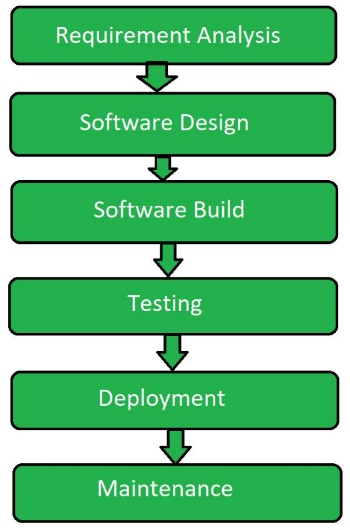 Requirement Analysis
Software Design
Software Build
Testing
Deployment
Maintenance